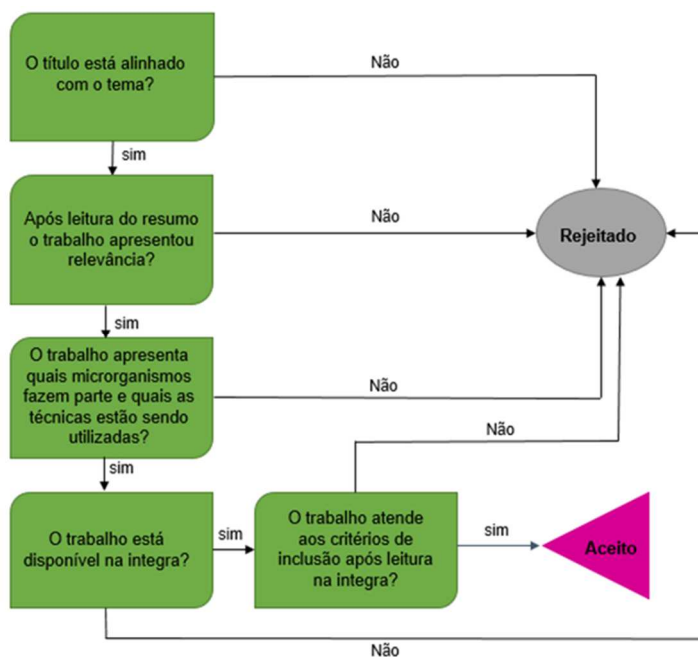 O título está alinhado
com o tema?
Não
sim
Após leitura do resumo
o trabalho apresentou
relevância?
Não
Rejeitado
sim
O trabalho apresenta
quais microrganismos
fazem parte e quais as
técnicas estão sendo
utilizadas?
Não
Não
sim
O trabalho está
disponível na integra?
sim
O trabalho atende
aos critérios de
inclusão após leitura
na integra?
sim
Aceito
Não